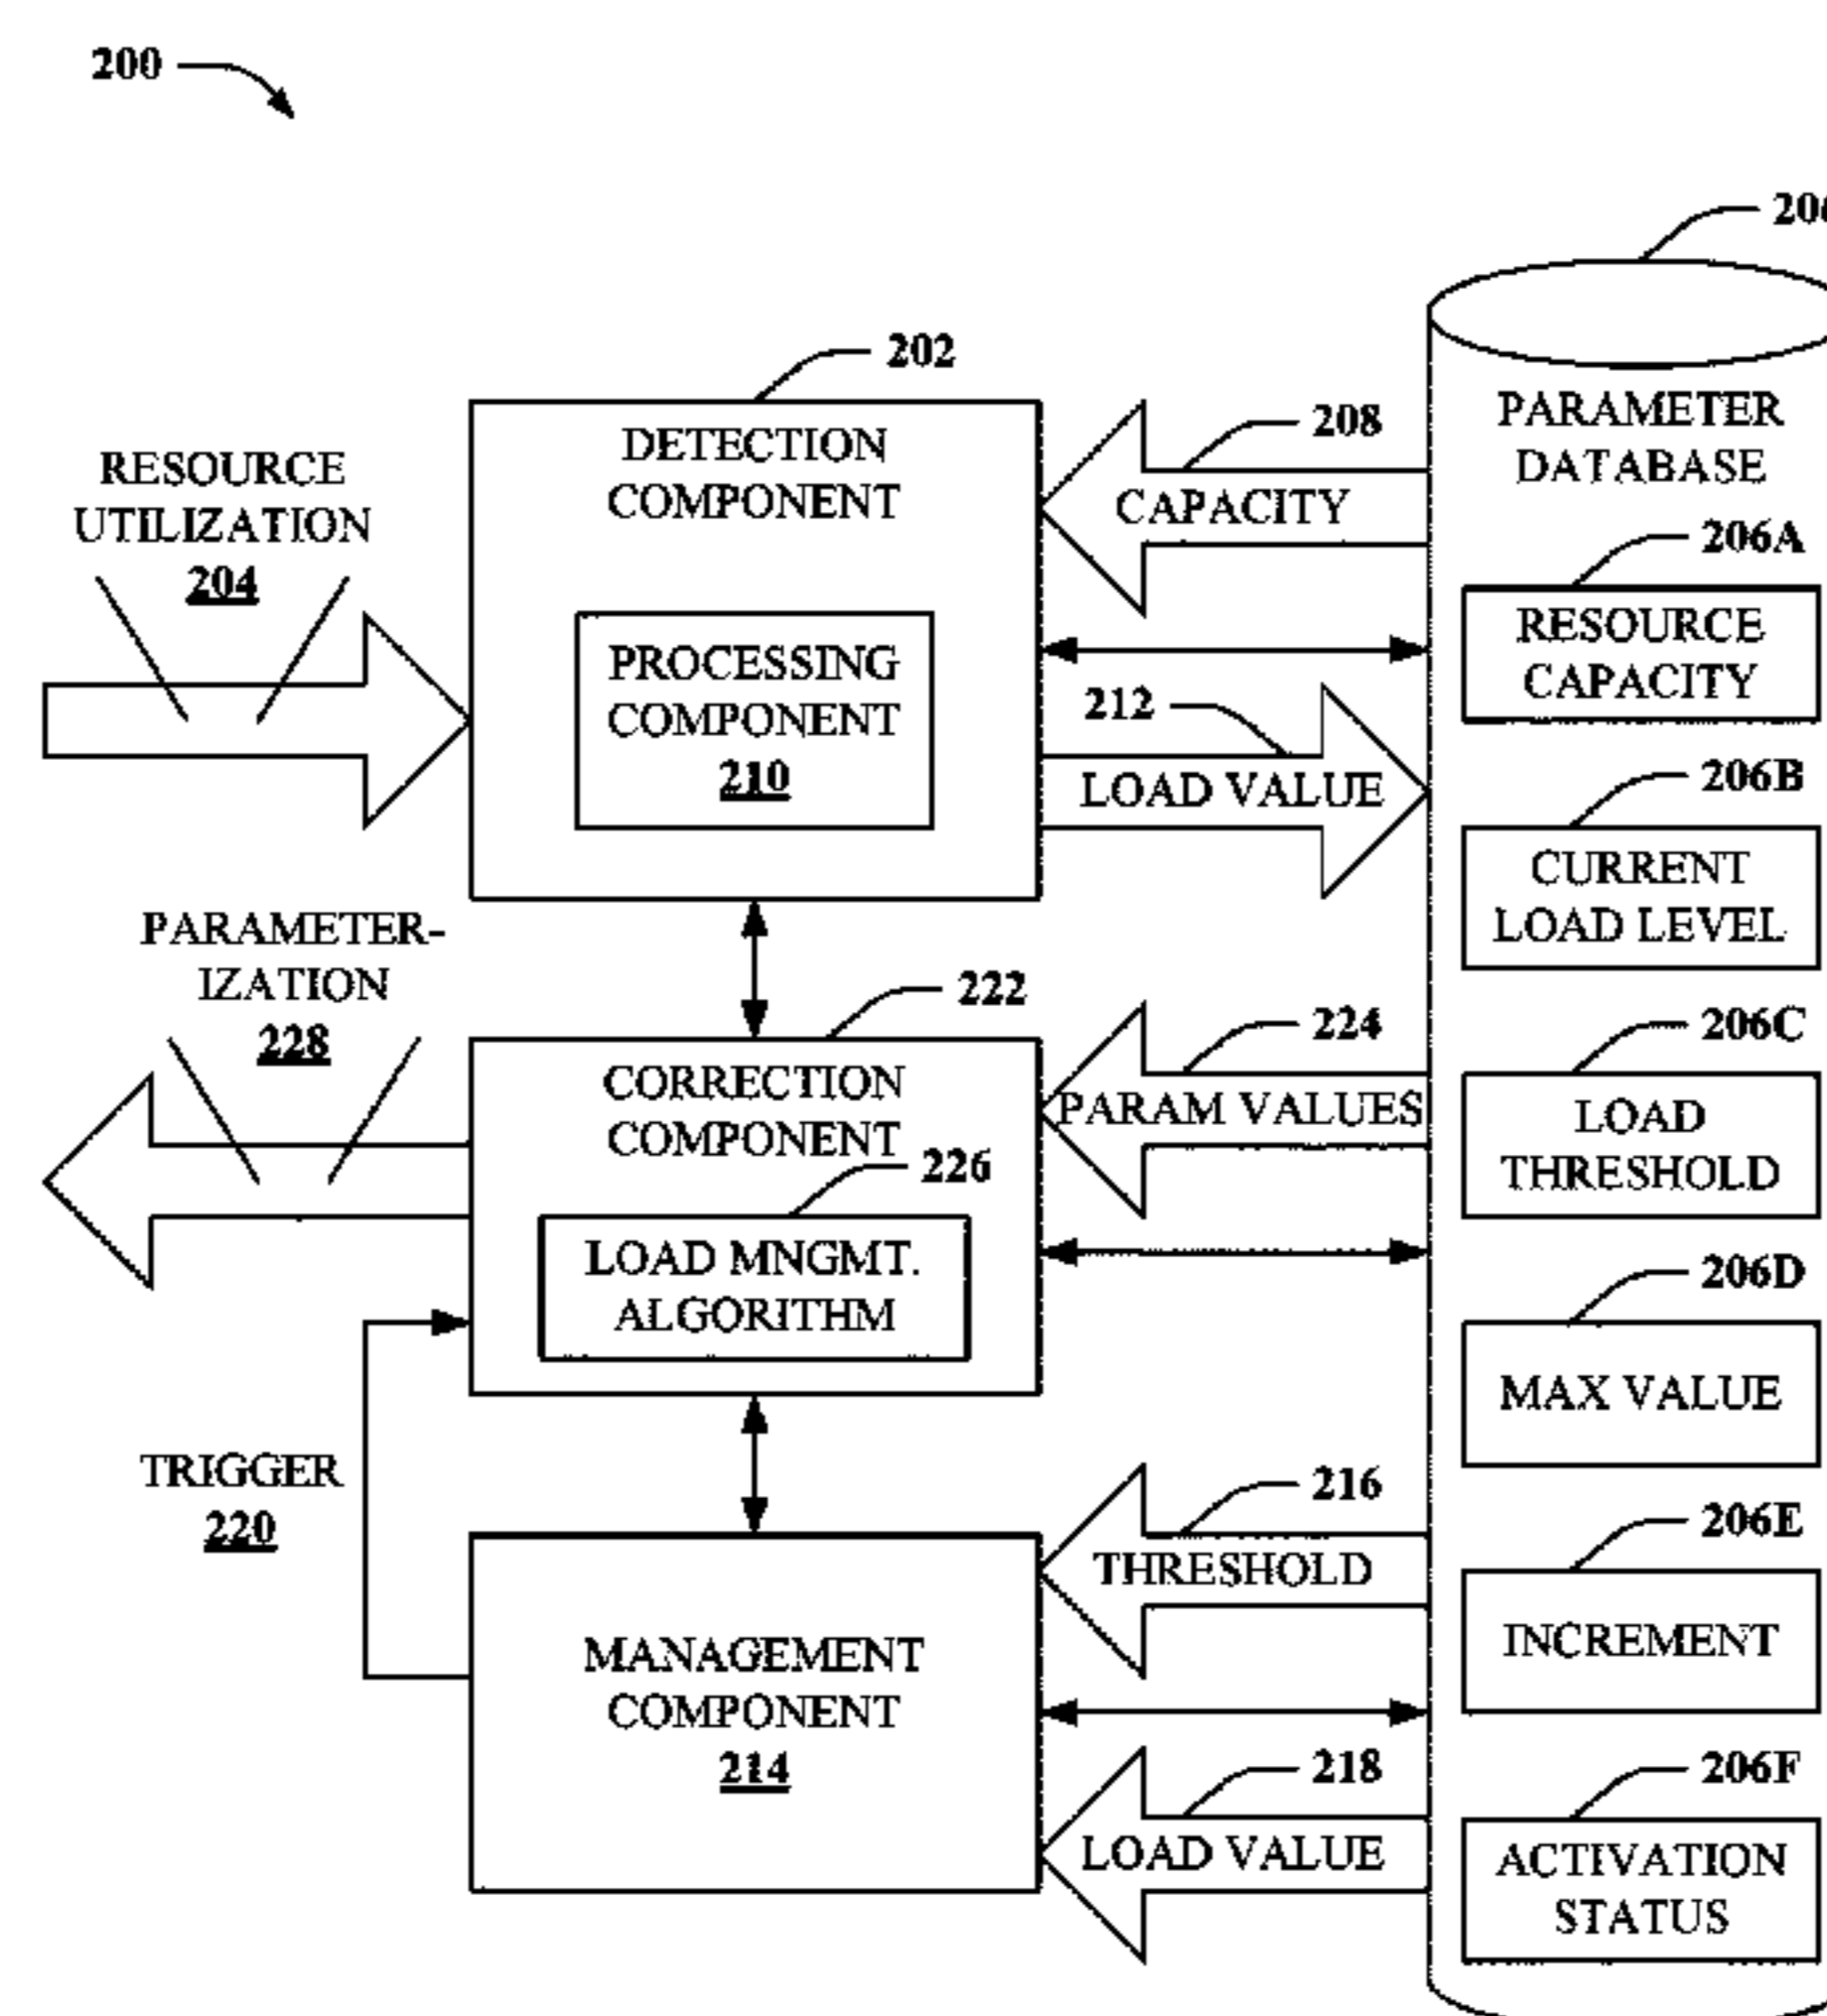 200
206
202
DETECTION
COMPONENT
208
CAPACITY
PARAMETER
DATABASE
RESOURCE
UTILIZATION
204
206A
RESOURCE
CAPACITY
PROCESSING
COMPONENT
210
212
LOAD VALUE
206B
CURRENT
LOAD LEVEL
PARAMETER-
IZATION
228
222
CORRECTION
COMPONENT
224
PARAM VALUES
206C
LOAD
THRESHOLD
226
LOAD MNGMT.
ALGORITHM
206D
MAX VALUE
TRIGGER
220
216
THRESHOLD
206E
INCREMENT
MANAGEMENT
COMPONENT
214
218
LOAD VALUE
206F
ACTIVATION
STATUS